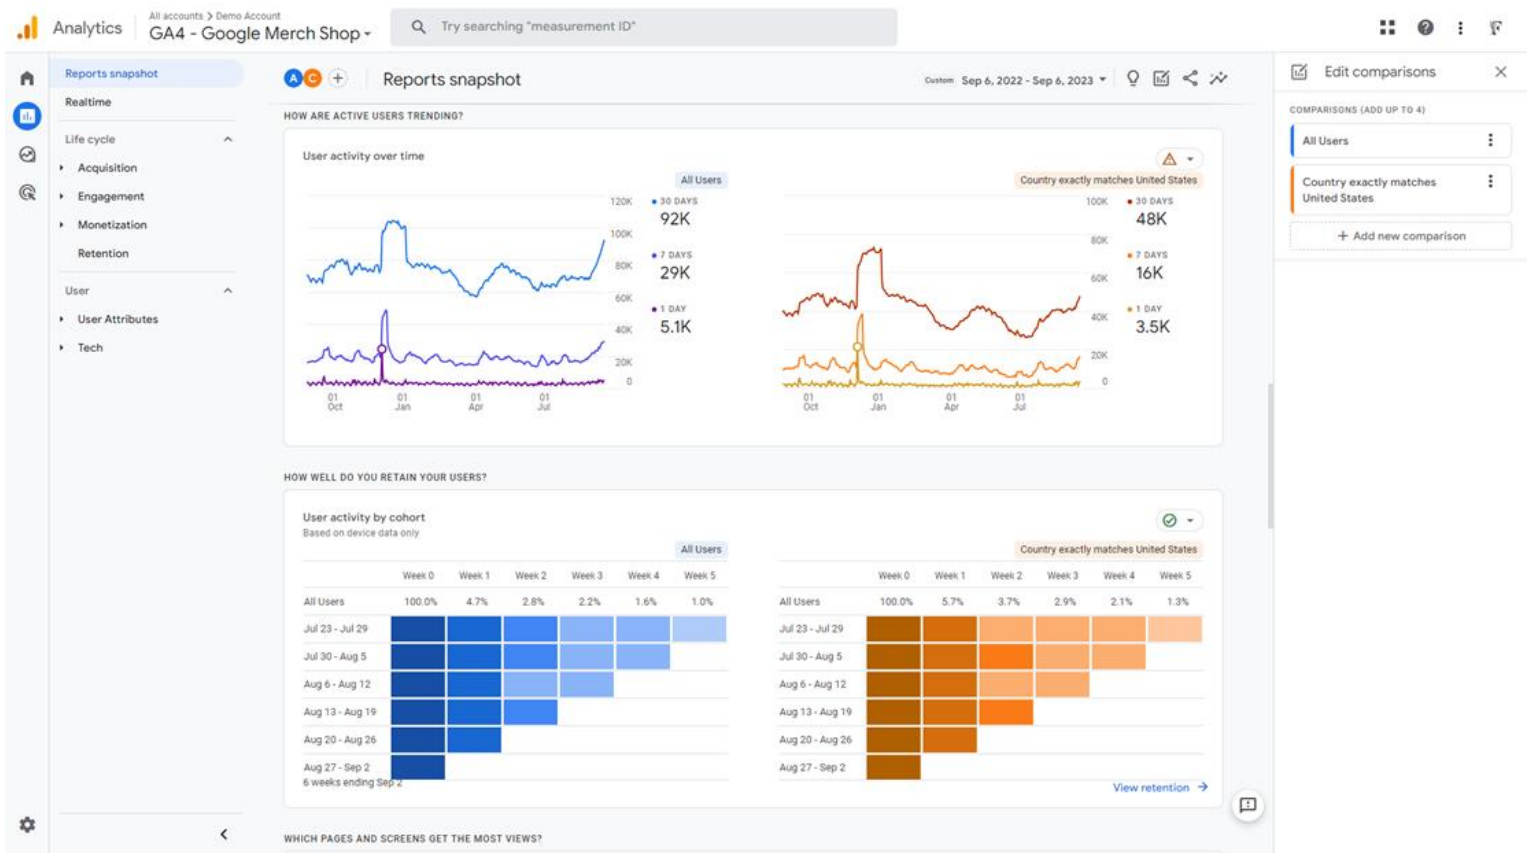 Analytics
All accounts > Demo Account
GA4 - Google Merch Shop
Try searching "measurement ID"
Reports snapshot
Realtime
Life cycle
Acquisition
Engagement
Monetization
Retention
User
User Attributes
Tech
A C
Reports snapshot
Custom Sep 6, 2022 - Sep 6, 2023
HOW ARE ACTIVE USERS TRENDING?
User activity over time
All Users
120K
100K
80K
60K
40K
20K
0
01 Oct
01 Jan
01 Apr
01 Jul
30 DAYS
92K
7 DAYS
29K
1 DAY
5.1K
Country exactly matches United States
100K
80K
60K
40K
20K
0
01 Oct
01 Jan
01 Apr
01 Jul
30 DAYS
48K
7 DAYS
16K
1 DAY
3.5K
HOW WELL DO YOU RETAIN YOUR USERS?
User activity by cohort
Based on device data only
All Users
Week 0 Week 1 Week 2 Week 3 Week 4 Week 5
All Users 100.0% 4.7% 2.8% 2.2% 1.6% 1.0%
Jul 23 - Jul 29
Jul 30 - Aug 5
Aug 6 - Aug 12
Aug 13 - Aug 19
Aug 20 - Aug 26
Aug 27 - Sep 2
6 weeks ending Sep 2
Country exactly matches United States
Week 0 Week 1 Week 2 Week 3 Week 4 Week 5
All Users 100.0% 5.7% 3.7% 2.9% 2.1% 1.3%
Jul 23 - Jul 29
Jul 30 - Aug 5
Aug 6 - Aug 12
Aug 13 - Aug 19
Aug 20 - Aug 26
Aug 27 - Sep 2
View retention
WHICH PAGES AND SCREENS GET THE MOST VIEWS?
Edit comparisons
COMPARISONS (ADD UP TO 4)
All Users
Country exactly matches
United States
+ Add new comparison